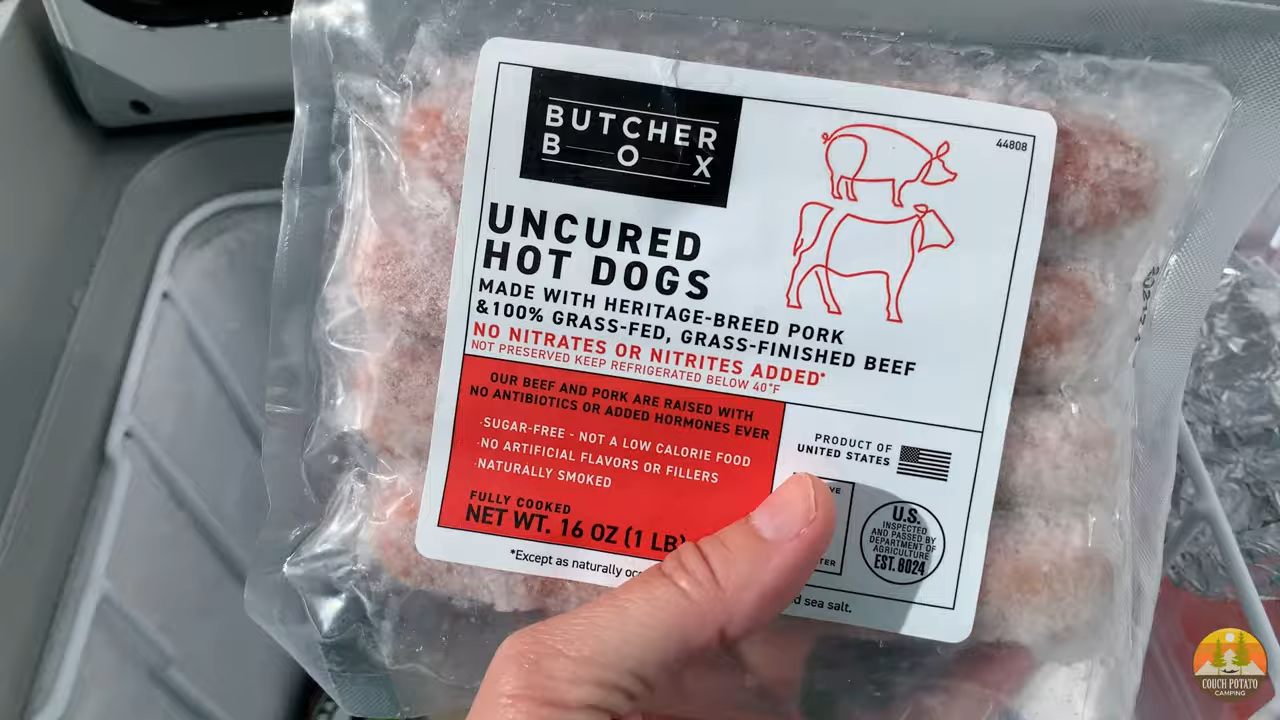 BUTCHER
BOX
44808
UNCURED
HOT DOGS
MADE WITH HERITAGE-BREED PORK
&100% GRASS-FED, GRASS-FINISHED BEEF
NO NITRATES OR NITRITES ADDED*
NOT PRESERVED KEEP REFRIGERATED BELOW 40°F
OUR BEEF AND PORK ARE RAISED WITH
NO ANTIBIOTICS OR ADDED HORMONES EVER
·SUGAR-FREE - NOT A LOW CALORIE FOOD
·NO ARTIFICIAL FLAVORS OR FILLERS
·NATURALLY SMOKED
FULLY COOKED
NET WT. 16 OZ (1 LB)
PRODUCT OF
UNITED STATES
U.S.
INSPECTED
AND PASSED BY
DEPARTMENT OF
AGRICULTURE
EST. 8024
*Except as naturally
sea salt.
COUCH POTATO
CAMPING